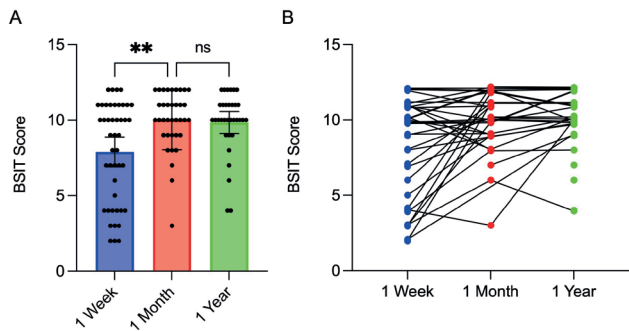 A
B
**
ns
15
10
5
0
BSIT Score
1 Week
1 Month
1 Year
15
10
5
0
BSIT Score
1 Week 1 Month 1 Year